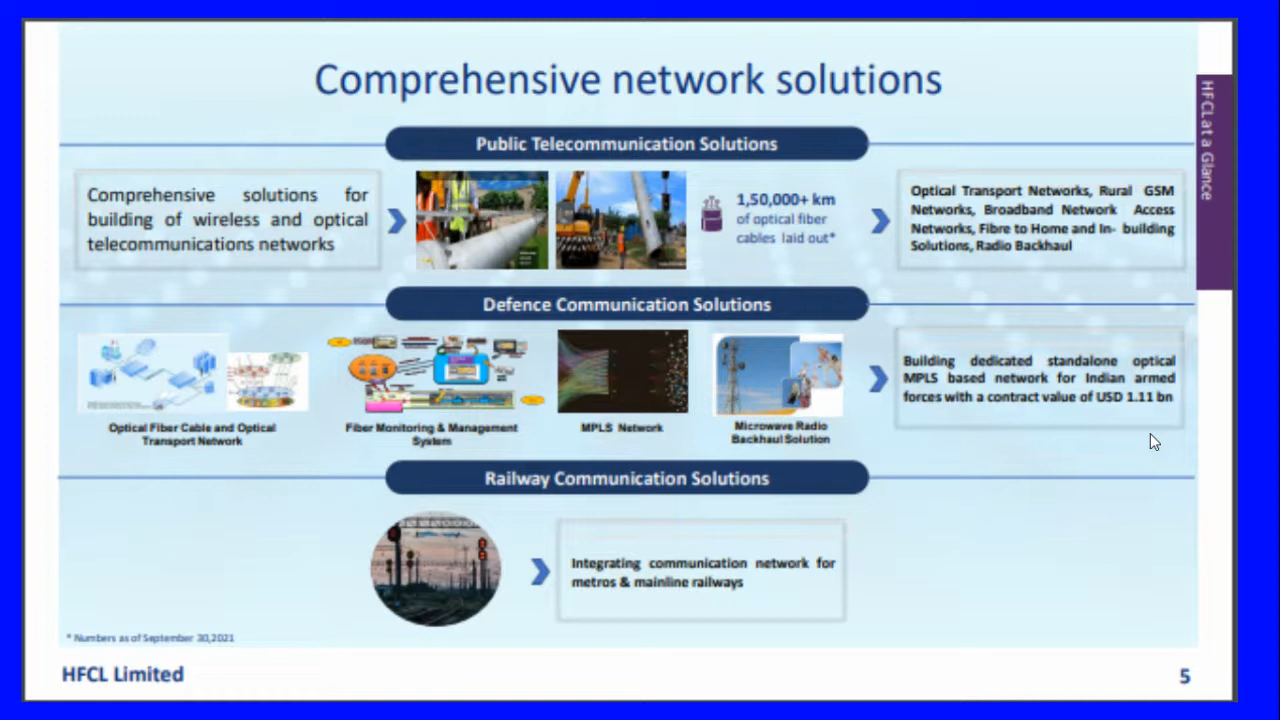 Comprehensive network solutions
HFCL at a Glance
Public Telecommunication Solutions
Comprehensive solutions for
building of wireless and optical
telecommunications networks
1,50,000+ km
of optical fiber
cables laid out*
Optical Transport Networks, Rural GSM
Networks, Broadband Network Access
Networks, Fibre to Home and In- building
Solutions, Radio Backhaul
Defence Communication Solutions
Optical Fiber Cable and Optical
Transport Network
Fiber Monitoring & Management
System
MPLS Network
Microwave Radio
Backhaul Solution
Building dedicated standalone optical
MPLS based network for Indian armed
forces with a contract value of USD 1.11 bn
Railway Communication Solutions
Integrating communication network for
metros & mainline railways
* Numbers as of September 30,2021
HFCL Limited
5